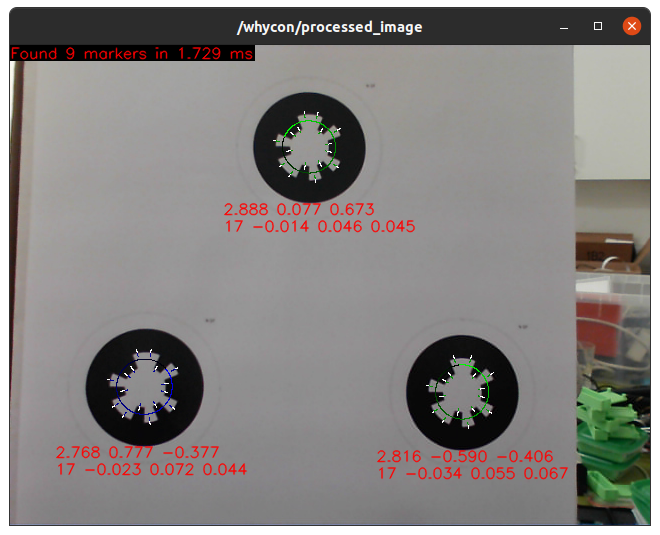 /whycon/processed_image
Found 9 markers in 1.729 ms
2.888 0.077 0.673
17 -0.014 0.046 0.045
2.768 0.777 -0.377
17 -0.023 0.072 0.044
2.816 -0.590 -0.406
17 -0.034 0.055 0.067